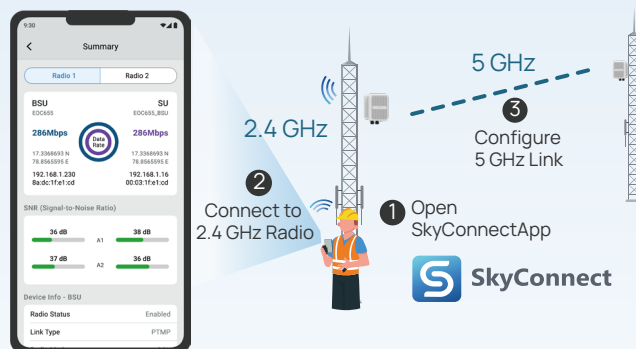 9:30
Summary
Radio 1 Radio 2
BSU SU
EOC655 EOC655_BSU
286Mbps Data Rate 286Mbps
17.3368693 N 17.3368693 N
78.8565595 E 78.8565595 E
192.168.1.230 192.168.1.16
8a:dc:1f:e1:cd 00:03:1f:e1:cd
SNR (Signal-to-Noise Ratio)
36 dB A1 38 dB
37 dB A2 36 dB
Device Info - BSU
Radio Status Enabled
Link Type PTMP
2.4 GHz
5 GHz
3
Configure
5 GHz Link
2
Connect to
2.4 GHz Radio
1 Open
SkyConnectApp
S SkyConnect